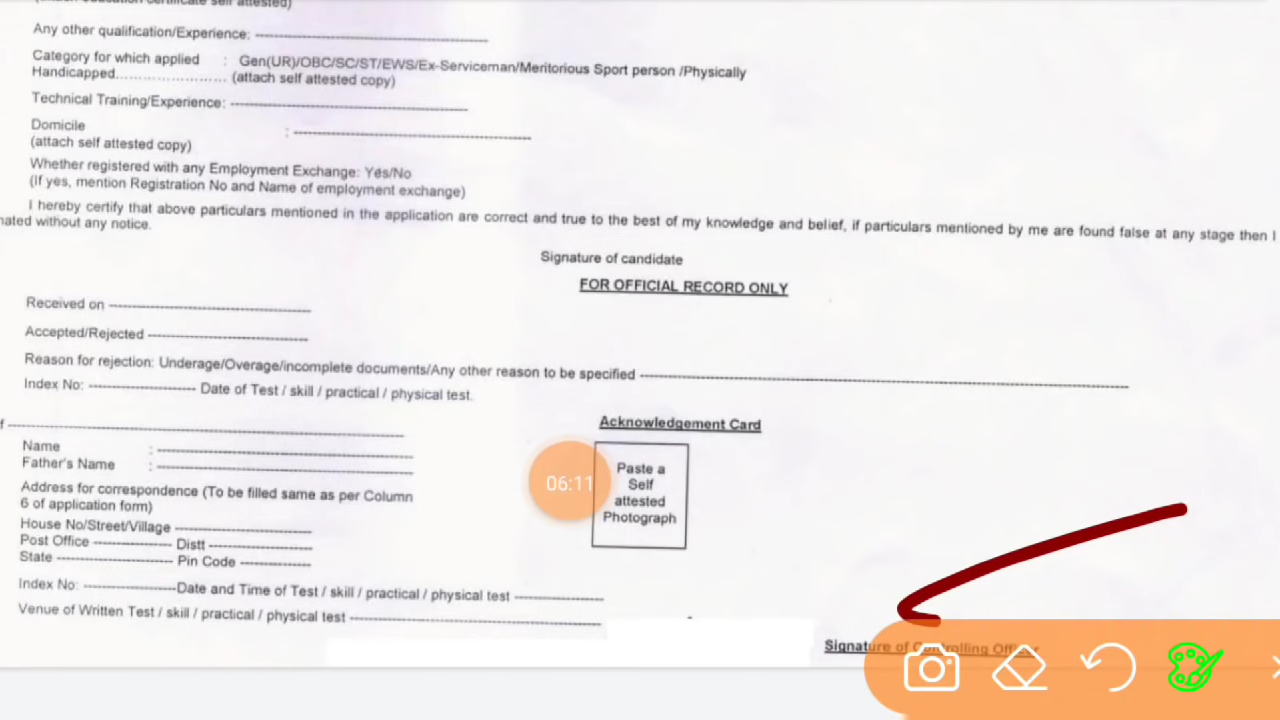 (attach education certificate self attested)
Any other qualification/Experience:
Category for which applied : Gen(UR)/OBC/SC/ST/EWS/Ex-Serviceman/Meritorious Sport person /Physically
Handicapped........................ (attach self attested copy)
Technical Training/Experience:
Domicile :
(attach self attested copy)
Whether registered with any Employment Exchange: Yes/No
(If yes, mention Registration No and Name of employment exchange)
I hereby certify that above particulars mentioned in the application are correct and true to the best of my knowledge and belief, if particulars mentioned by me are found false at any stage then I
nated without any notice.
Signature of candidate
FOR OFFICIAL RECORD ONLY
Received on
Accepted/Rejected
Reason for rejection: Underage/Overage/incomplete documents/Any other reason to be specified
Index No: Date of Test / skill / practical / physical test.
f
Acknowledgement Card
Name :
Father's Name :
Address for correspondence (To be filled same as per Column
6 of application form)
House No/Street/Village
Post Office Distt
State Pin Code
Index No: Date and Time of Test / skill / practical / physical test
Venue of Written Test / skill / practical / physical test
Paste a
Self
attested
Photograph
06:11
Signature of Controlling Officer